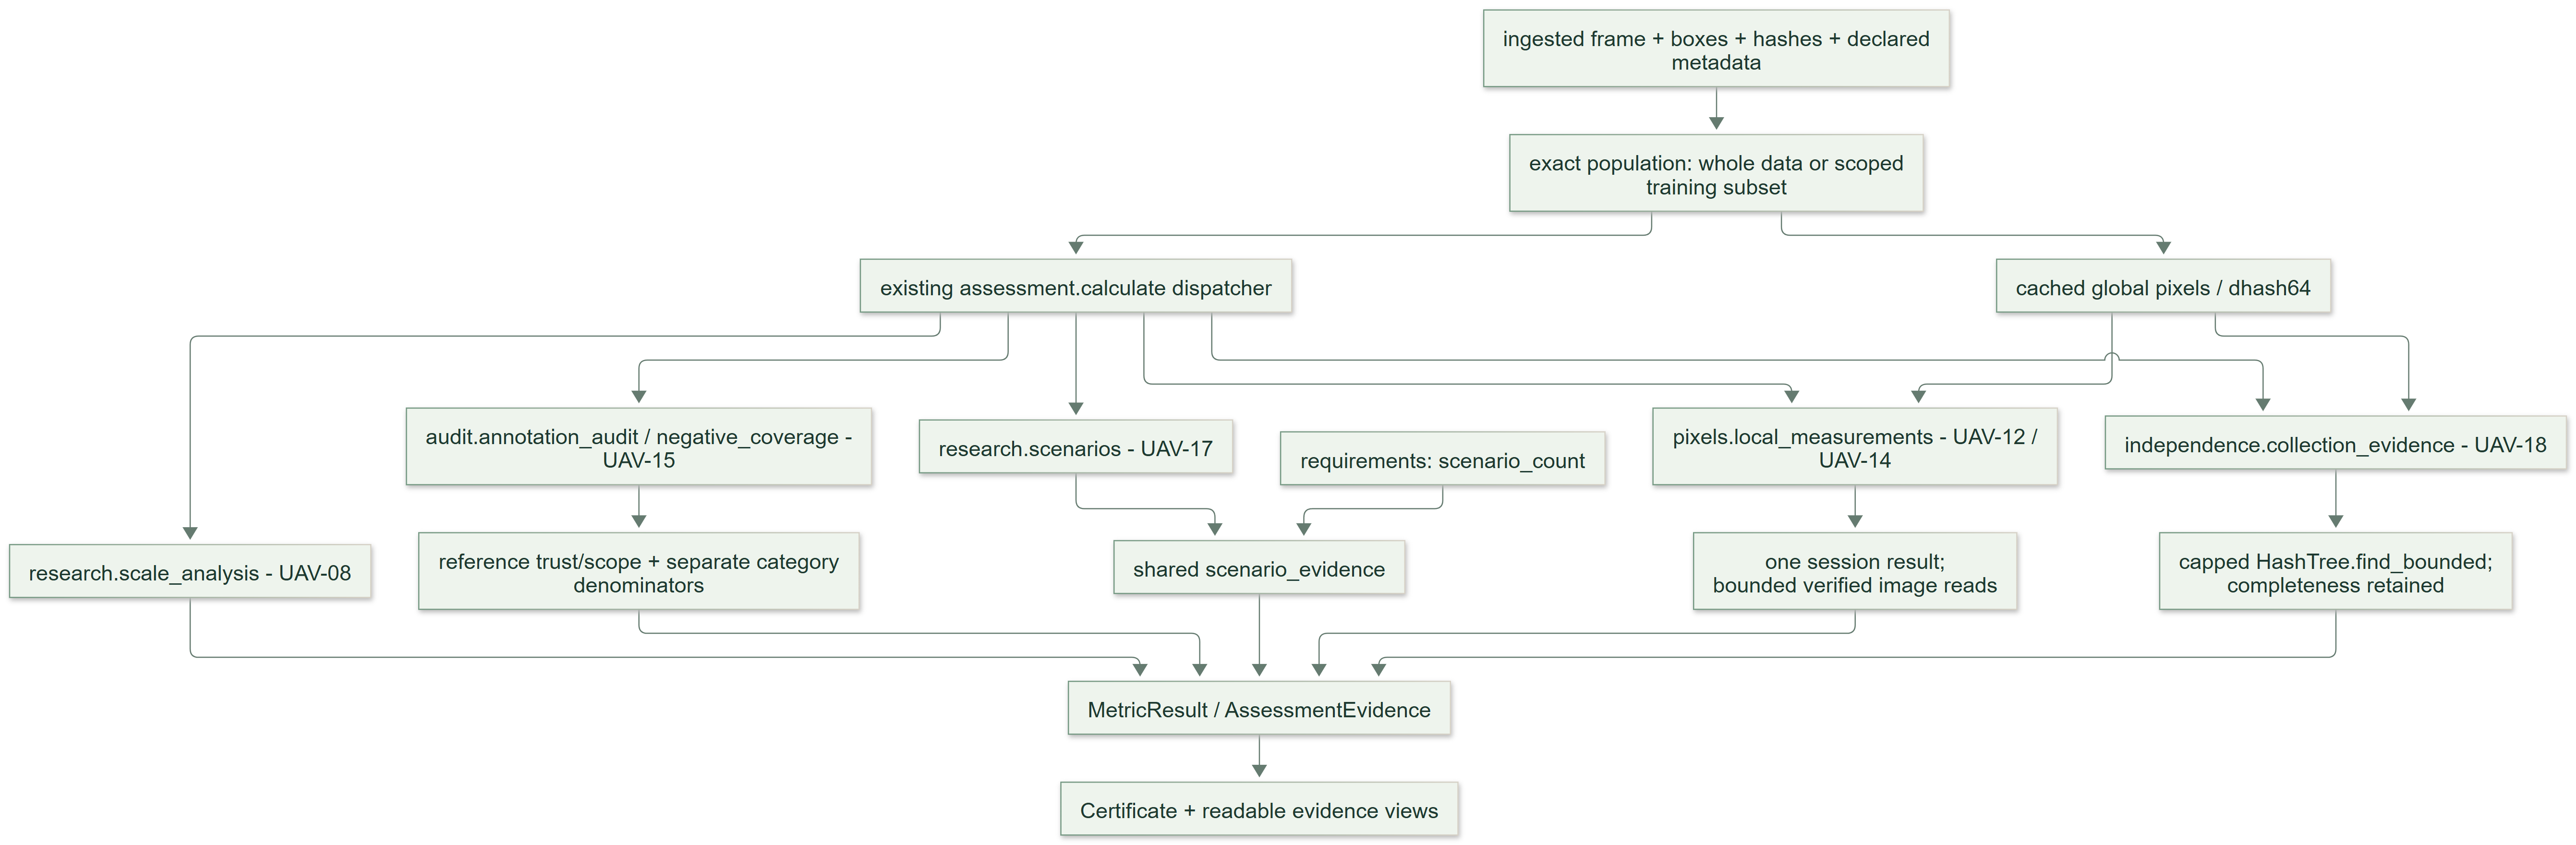 ingested frame + boxes + hashes + declared
metadata
exact population: whole data or scoped
training subset
existing assessment.calculate dispatcher
cached global pixels / dhash64
audit.annotation_audit / negative_coverage -
UAV-15
research.scenarios - UAV-17
requirements: scenario_count
pixels.local_measurements - UAV-12 /
UAV-14
independence.collection_evidence - UAV-18
research.scale_analysis - UAV-08
reference trust/scope + separate category
denominators
shared scenario_evidence
one session result;
bounded verified image reads
capped HashTree.find_bounded;
completeness retained
MetricResult / AssessmentEvidence
Certificate + readable evidence views